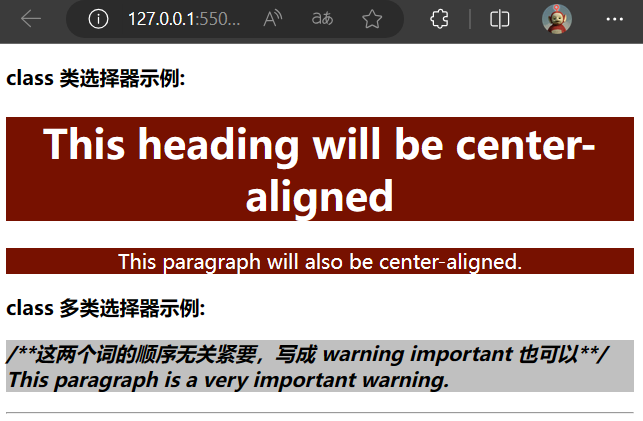 127.0.0.1:550...
class 类选择器示例:
This heading will be center-
aligned
This paragraph will also be center-aligned.
class 多类选择器示例:
/**这两个词的顺序无关紧要，写成 warning important 也可以**/
This paragraph is a very important warning.